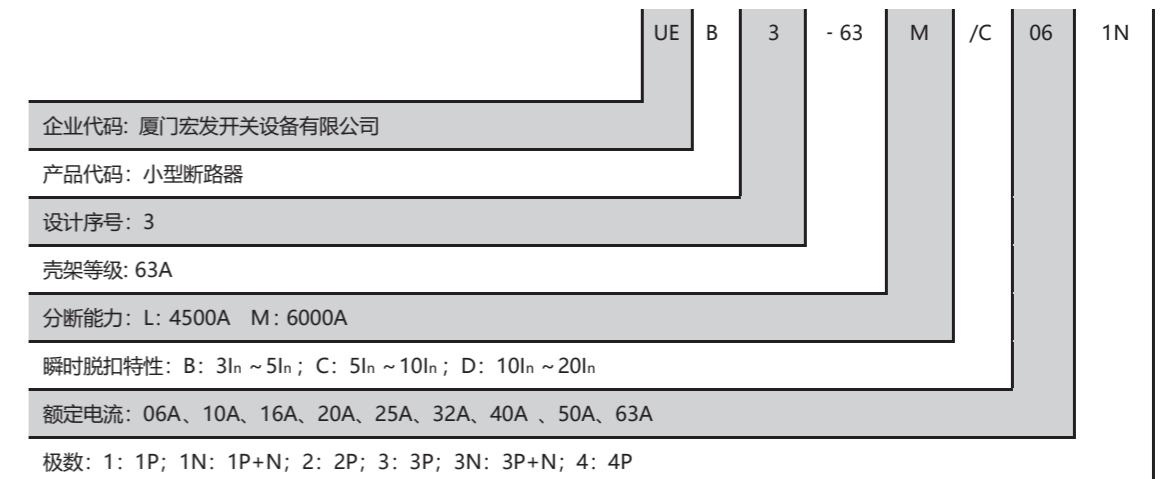 UE B 3 - 63 M /C 06 1N
企业代码: 厦门宏发开关设备有限公司
产品代码：小型断路器
设计序号：3
壳架等级: 63A
分断能力：L：4500A M：6000A
瞬时脱扣特性：B：3In ~ 5In；C：5In ~ 10In；D：10In ~ 20In
额定电流：06A、10A、16A、20A、25A、32A、40A 、50A、63A
极数：1：1P；1N：1P+N；2：2P；3：3P；3N：3P+N；4：4P